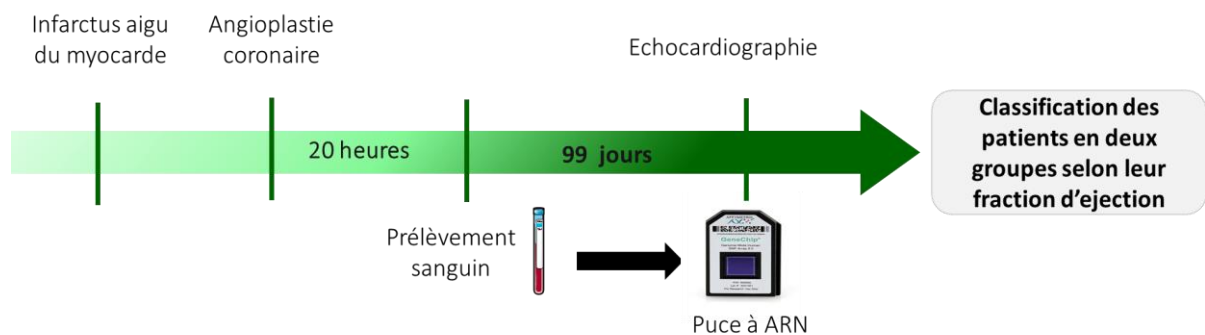 Infarctus aigu
du myocarde
Angioplastie
coronaire
Echocardiographie
20 heures
99 jours
Classification des
patients en deux
groupes selon leur
fraction d'ejection
Prélèvement
sanguin
GeneChip
Puce à ARN